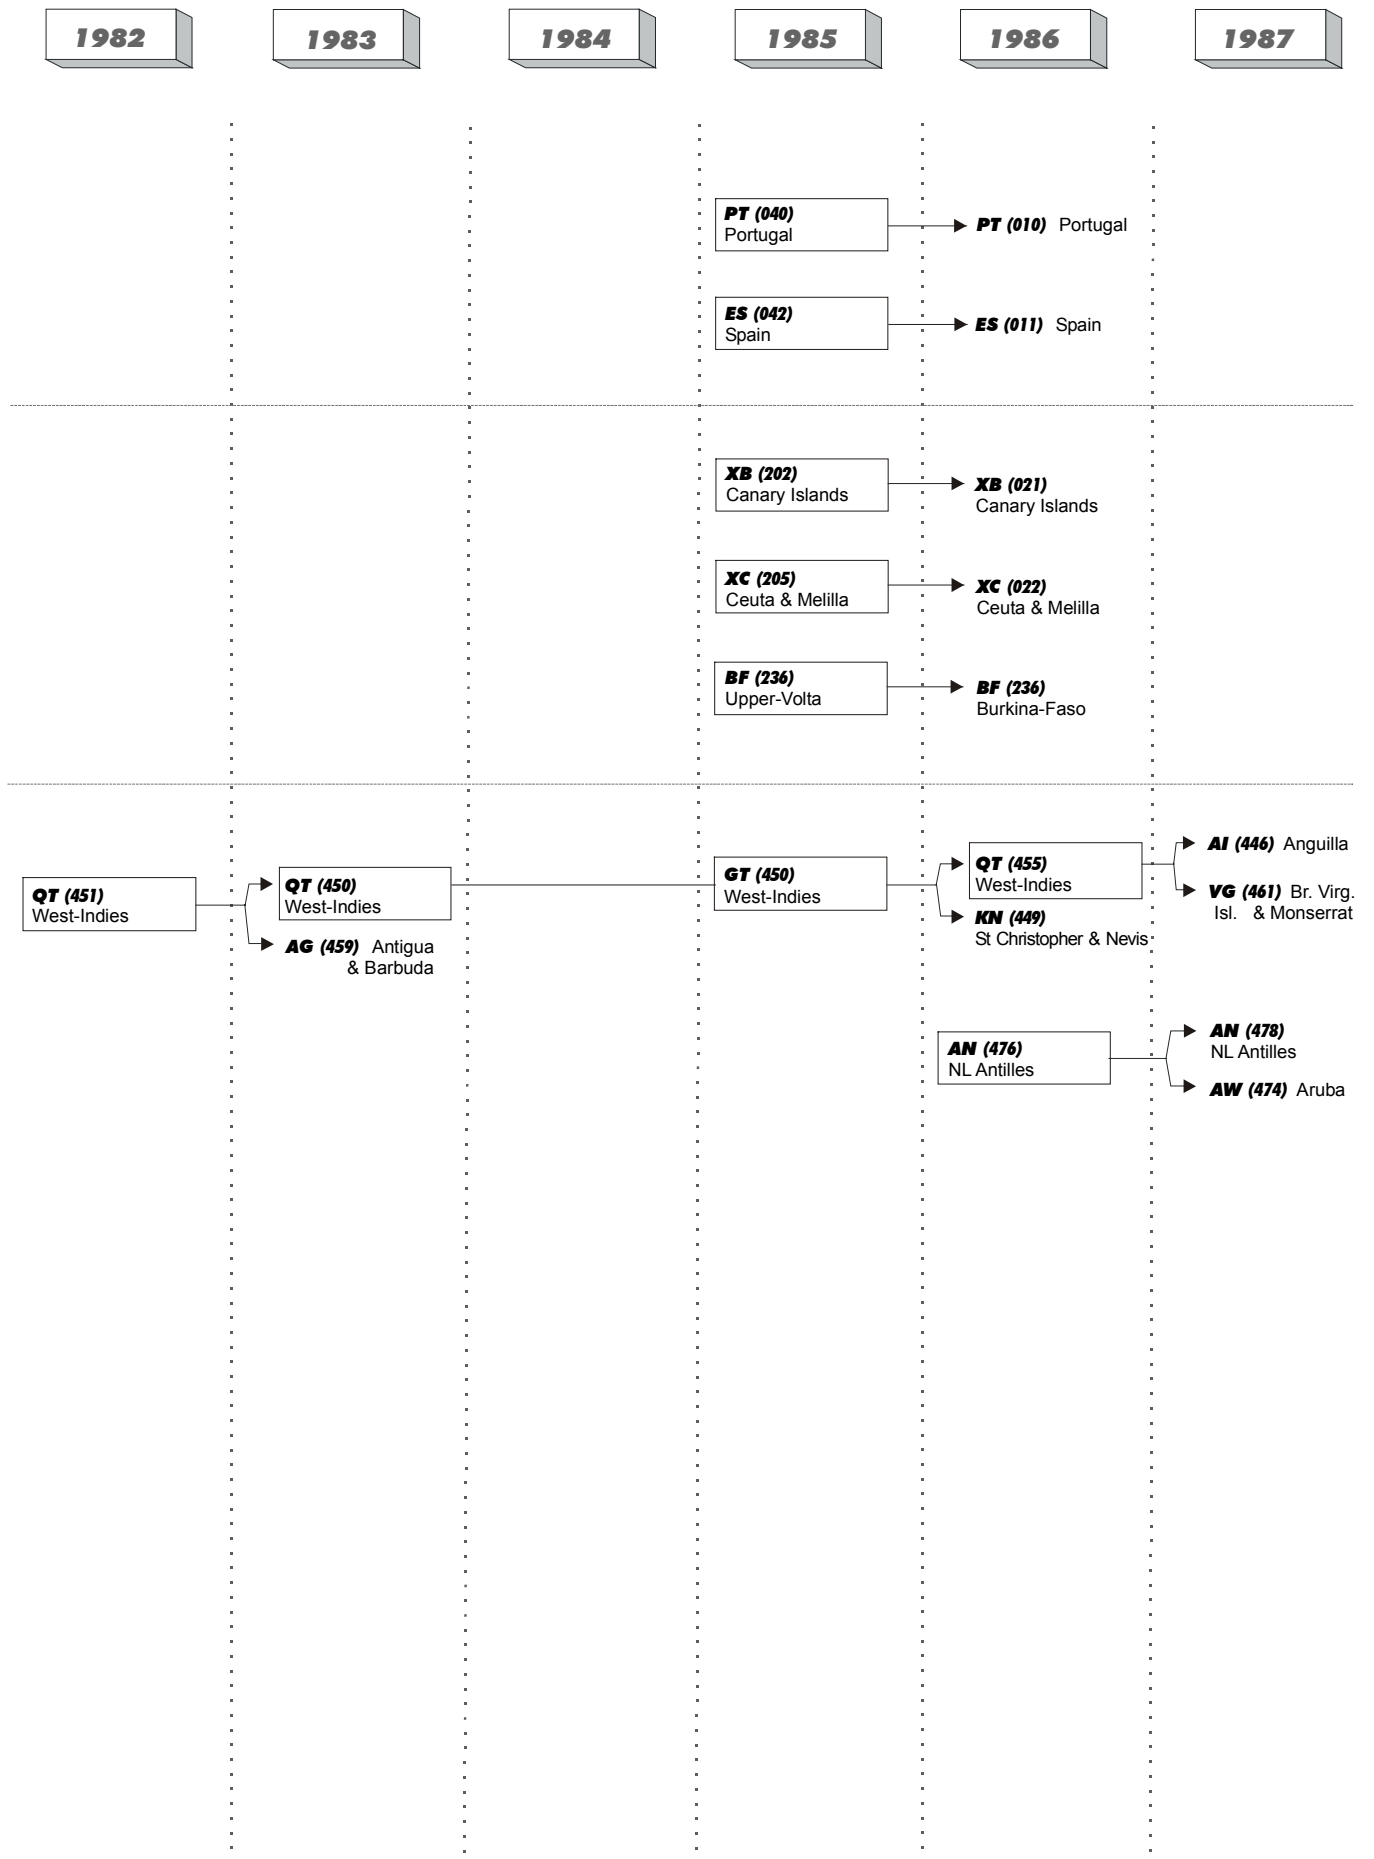 1982
1983
1984
1985
1986
1987
PT (040)
Portugal
PT (010) Portugal
ES (042)
Spain
ES (011) Spain
XB (202)
Canary Islands
XB (021)
Canary Islands
XC (205)
Ceuta & Melilla
XC (022)
Ceuta & Melilla
BF (236)
Upper-Volta
BF (236)
Burkina-Faso
QT (451)
West-Indies
QT (450)
West-Indies
AG (459) Antigua
& Barbuda
GT (450)
West-Indies
QT (455)
West-Indies
KN (449)
St Christopher & Nevis
AI (446) Anguilla
VG (461) Br. Virg.
Isl. & Monserrat
AN (476)
NL Antilles
AN (478)
NL Antilles
AW (474) Aruba